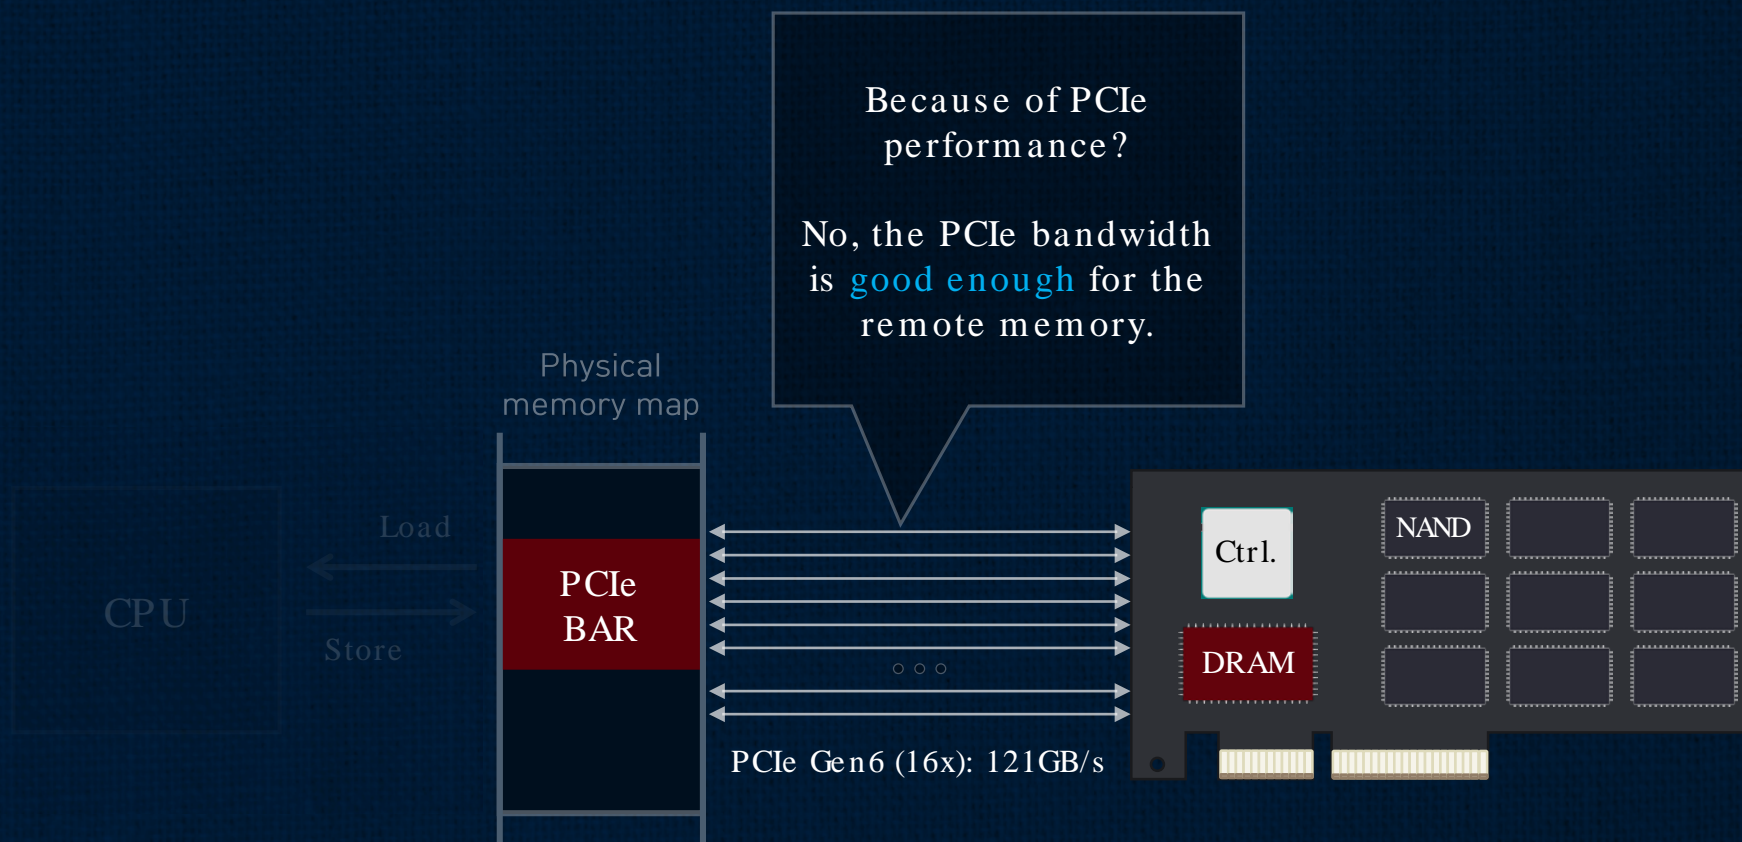 Because of PCIe
performance?
No, the PCIe bandwidth
is good enough for the
remote memory.
Physical
memory map
Load
CPU
Store
PCIe
BAR
Ctrl.
NAND
DRAM
PCIe Gen6 (16x): 121GB/s